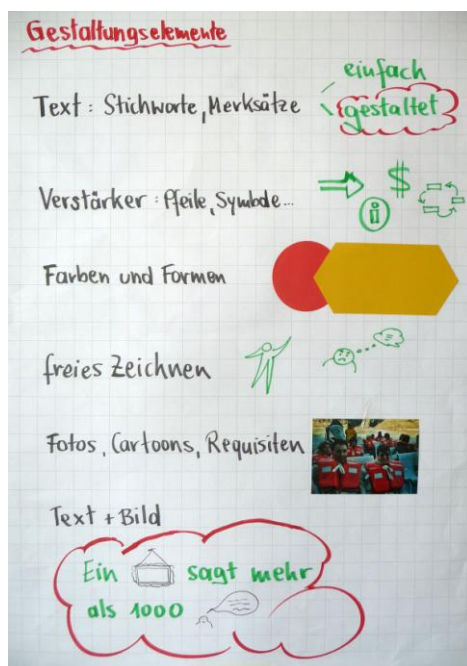 Gestaltungselemente
einfach
Text : Stichworte, Merksätze
gestaltet
Verstärker : Pfeile, Symbole...
$
i
Farben und Formen
freies Zeichnen
Fotos, Cartoons, Requisiten
Text + Bild
Ein sagt mehr
als 1000